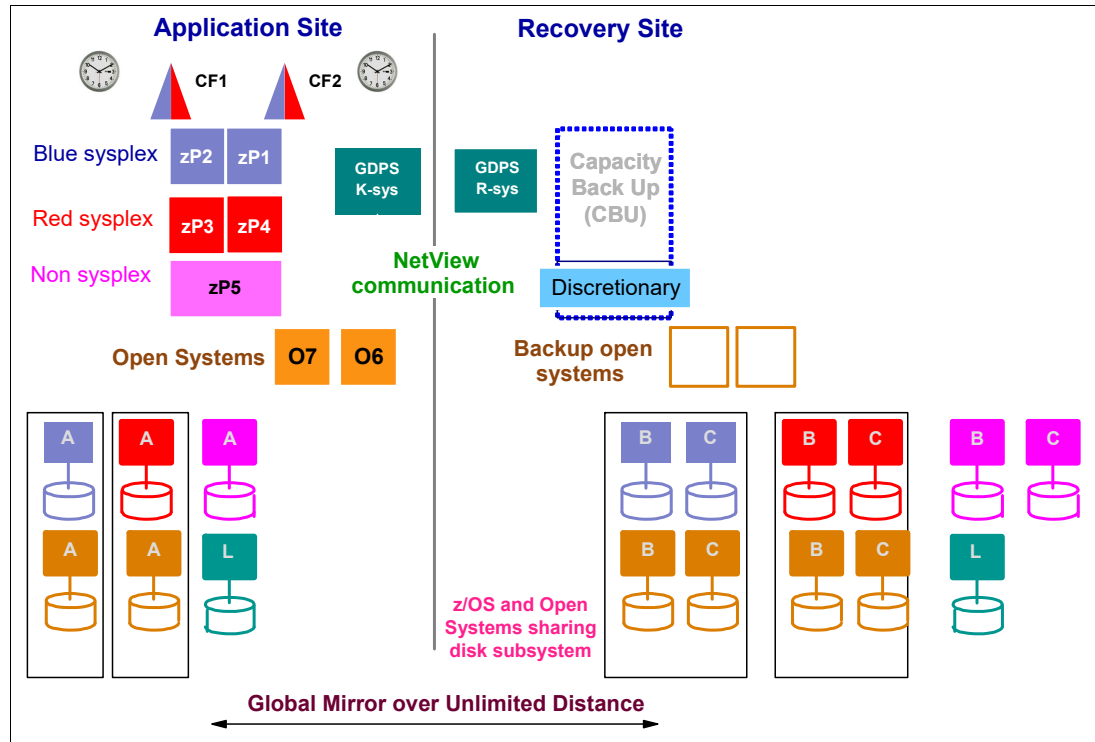 Application Site
Recovery Site
CF1
CF2
Blue sysplex
zP2
zP1
GDPS
K-sys
GDPS
R-sys
Capacity
Back Up
(CBU)
Red sysplex
zP3
zP4
Non sysplex
zP5
NetView
communication
Discretionary
Open Systems
O7
O6
Backup open
systems
A
A
A
B
C
B
C
B
C
A
A
L
B
C
B
C
L
z/OS and Open
Systems sharing
disk subsystem
Global Mirror over Unlimited Distance